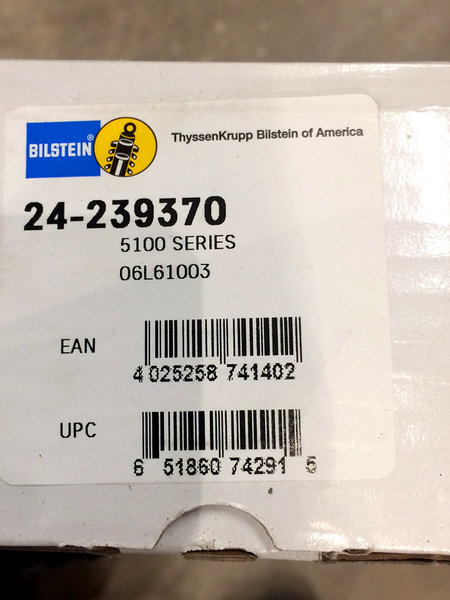 BILSTEIN®
ThyssenKrupp Bilstein of America
24-239370
5100 SERIES
06L61003
EAN
4 025258 741402
UPC
6 51860 74291 5